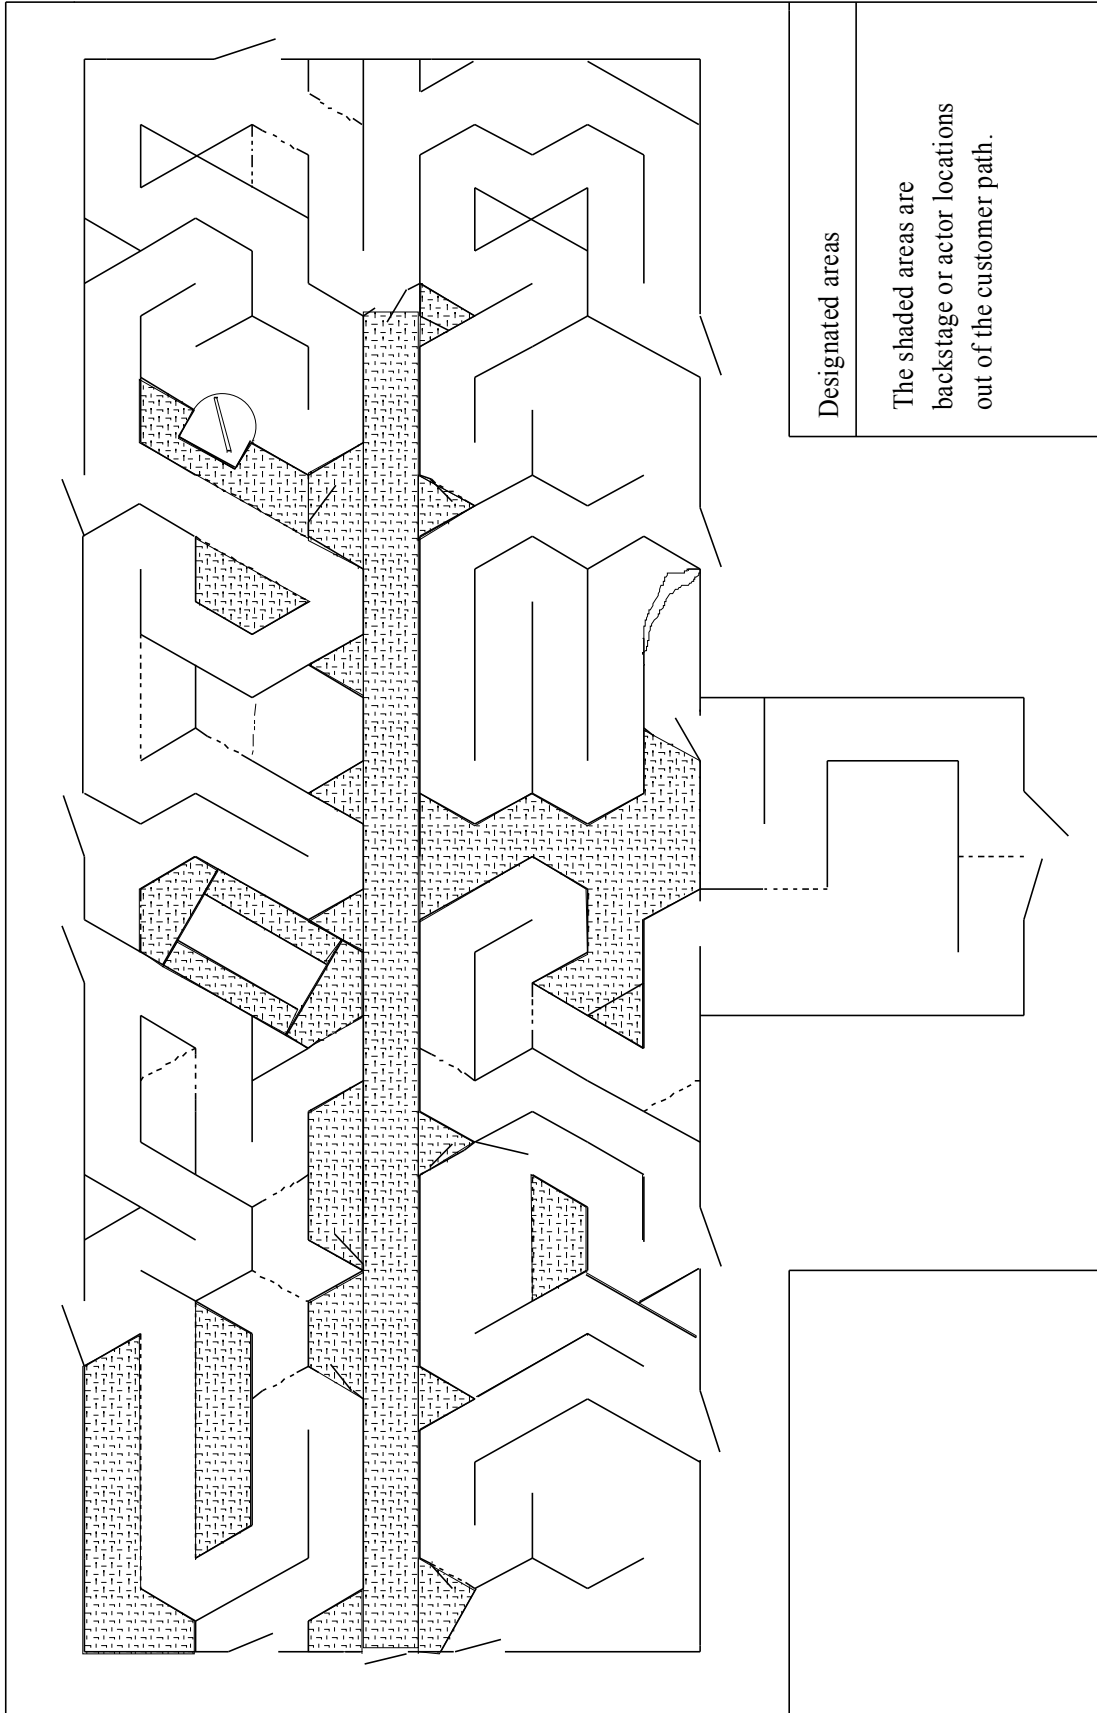 Designated areas
The shaded areas are
backstage or actor locations
out of the customer path.